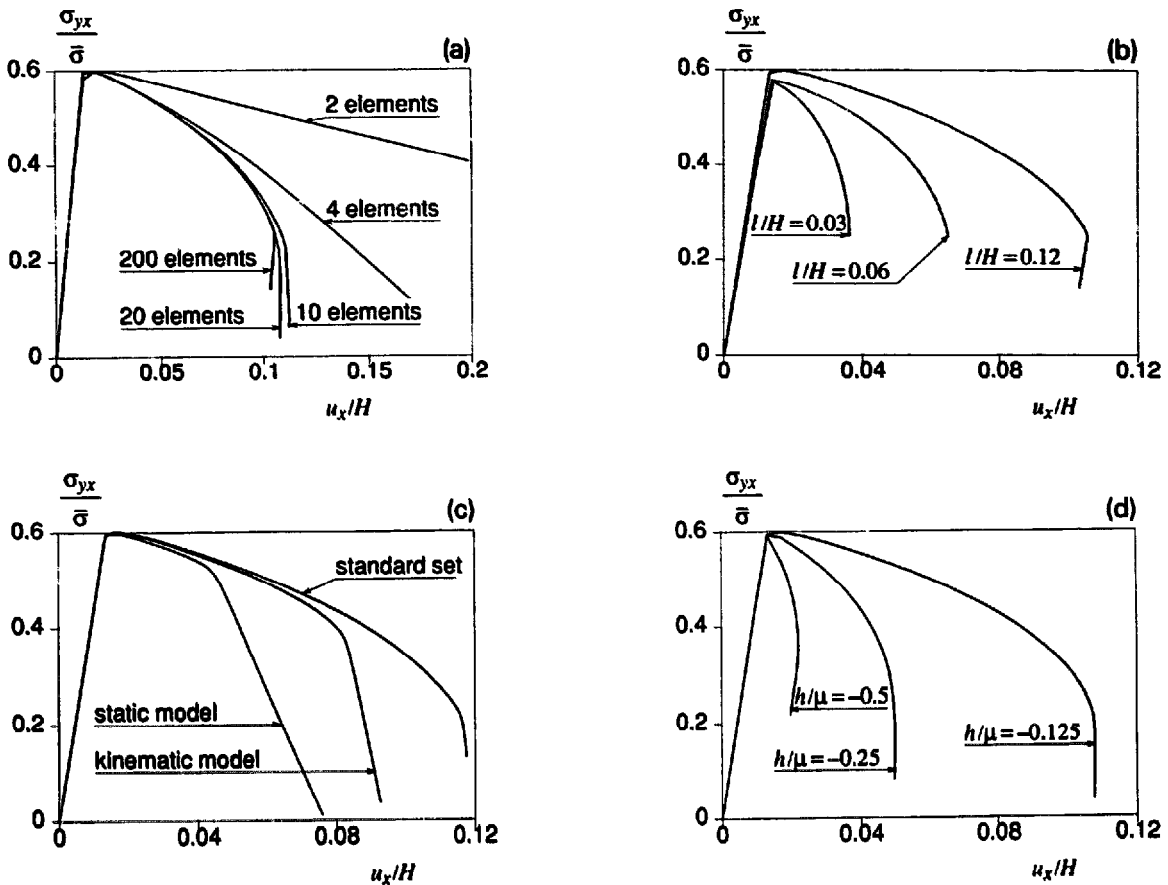 σyx
σ̄
(a)
0.6
0.4
0.2
0
2 elements
4 elements
200 elements
20 elements
10 elements
0 0.05 0.1 0.15 0.2
ux/H
σyx
σ̄
(b)
0.6
0.4
0.2
0
l/H = 0.03
l/H = 0.06
l/H = 0.12
0 0.04 0.08 0.12
ux/H
σyx
σ̄
(c)
0.6
0.4
0.2
0
standard set
static model
kinematic model
0 0.04 0.08 0.12
ux/H
σyx
σ̄
(d)
0.6
0.4
0.2
0
h/μ = −0.5
h/μ = −0.25
h/μ = −0.125
0 0.04 0.08 0.12
ux/H